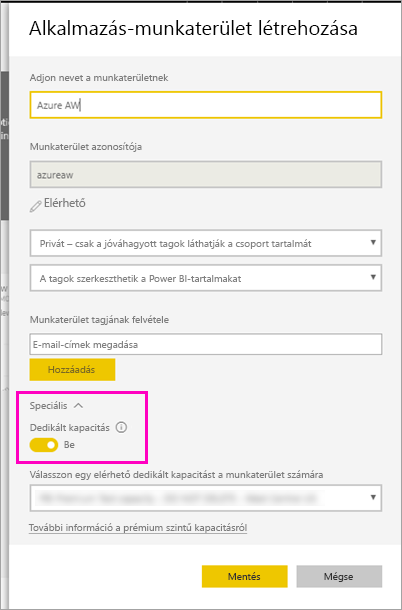 Alkalmazás-munkaterület létrehozása
Adjon nevet a munkaterületnek
Azure AW
Munkaterület azonosítója
azureaw
Elérhető
Privát – csak a jóváhagyott tagok láthatják a csoport tartalmát
A tagok szerkeszthetik a Power BI-tartalmakat
Munkaterület tagjának felvétele
E-mail-címek megadása
Hozzáadás
Speciális
Dedikált kapacitás
Be
Válasszon egy elérhető dedikált kapacitást a munkaterület számára
További információ a prémium szintű kapacitásról
Mentés
Mégse